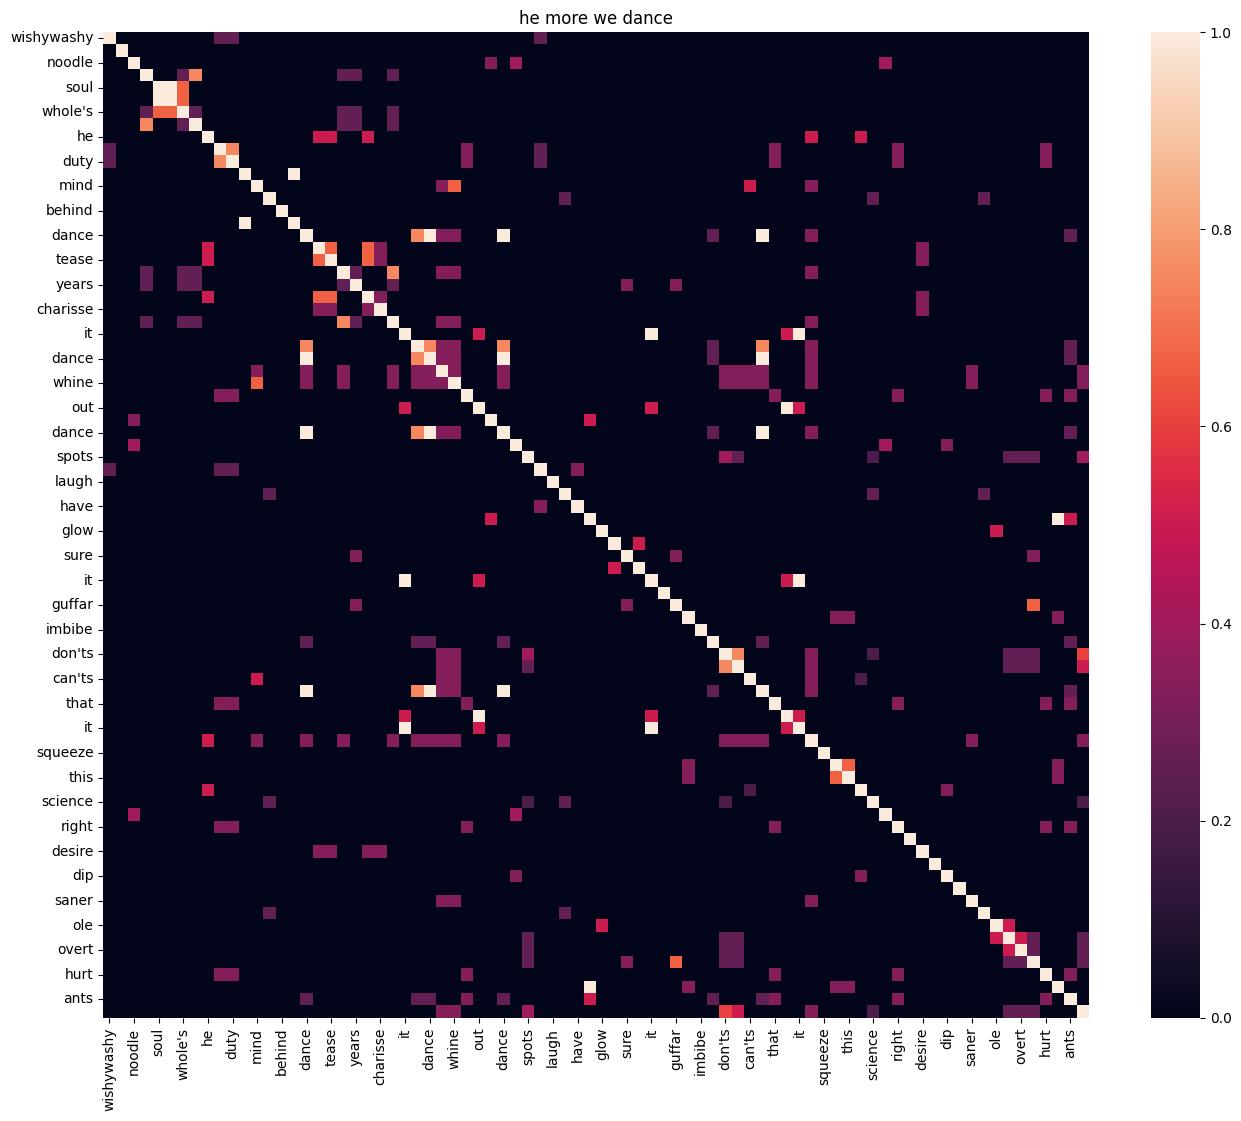 he more we dance
wishywashy
noodle
soul
whole's
he
duty
mind
behind
dance
tease
years
charisse
it
dance
whine
out
dance
spots
laugh
have
glow
sure
it
guffar
imbibe
don'ts
can'ts
that
it
squeeze
this
science
right
desire
dip
saner
ole
overt
hurt
ants
wishywashy
noodle
soul
whole's
he
duty
mind
behind
dance
tease
years
charisse
it
dance
whine
out
dance
spots
laugh
have
glow
sure
it
guffar
imbibe
don'ts
can'ts
that
it
squeeze
this
science
right
desire
dip
saner
ole
overt
hurt
ants
1.0
0.8
0.6
0.4
0.2
0.0